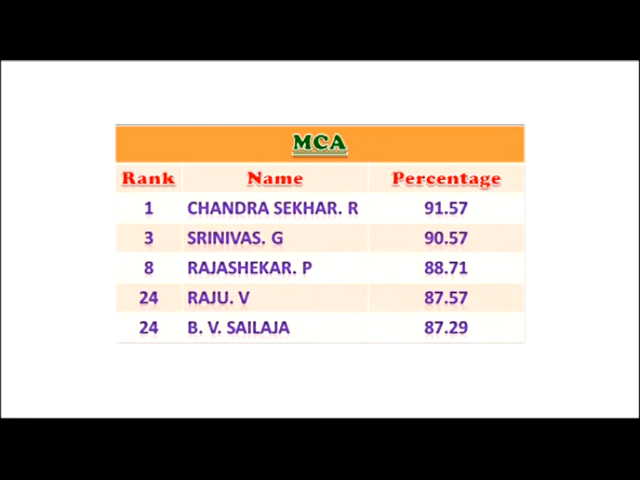 MCA
Rank Name Percentage
1 CHANDRA SEKHAR. R 91.57
3 SRINIVAS. G 90.57
8 RAJASHEKAR. P 88.71
24 RAJU. V 87.57
24 B. V. SAILAJA 87.29